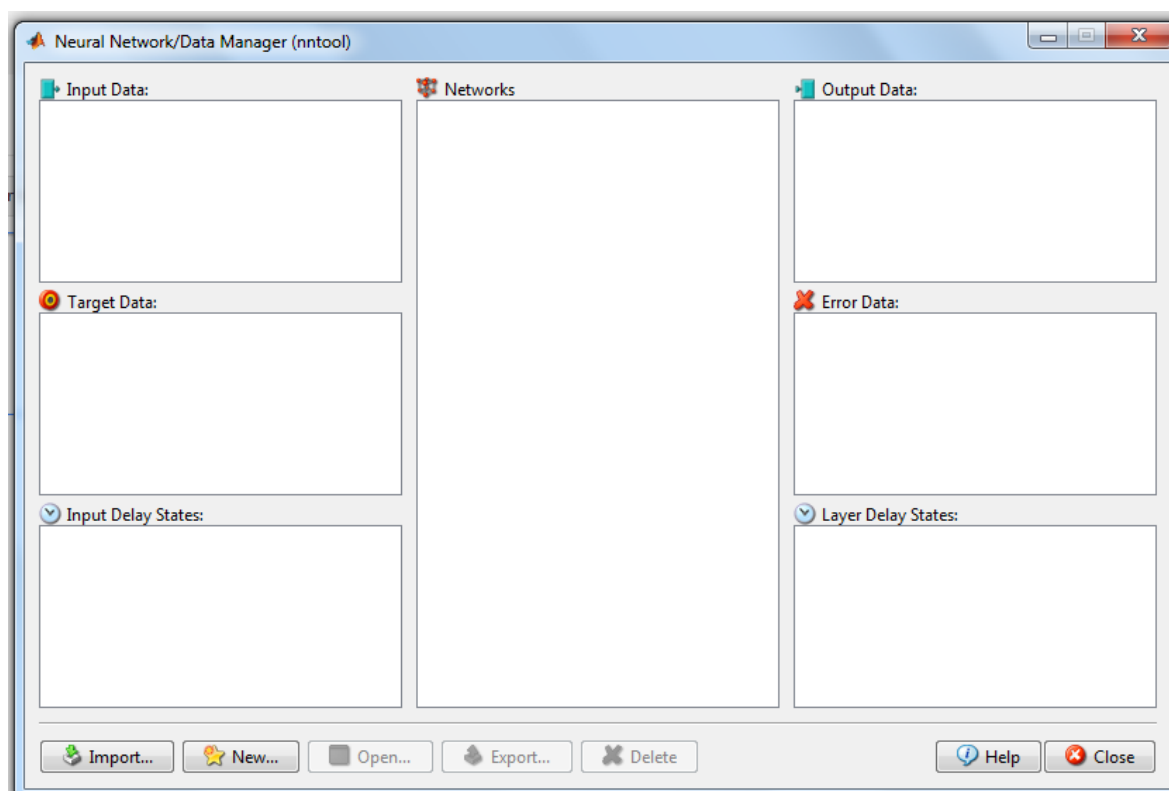 Neural Network/Data Manager (nntool)
Input Data:
Networks
Output Data:
Target Data:
Error Data:
Input Delay States:
Layer Delay States:
Import... New... Open... Export... Delete Help Close